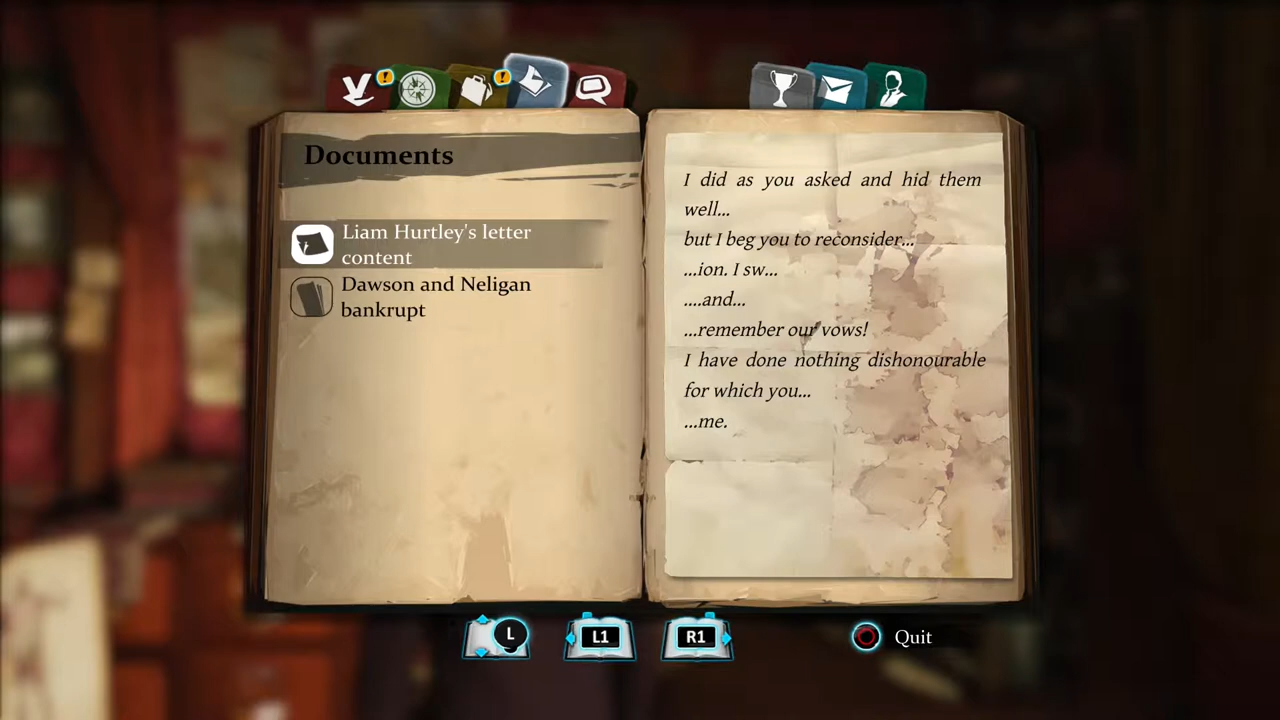 Documents
Liam Hurtley's letter
content
Dawson and Neligan
bankrupt
I did as you asked and hid them
well...
but I beg you to reconsider...
...ion. I sw...
....and...
...remember our vows!
I have done nothing dishonourable
for which you...
...me.
L
L1
R1
Quit